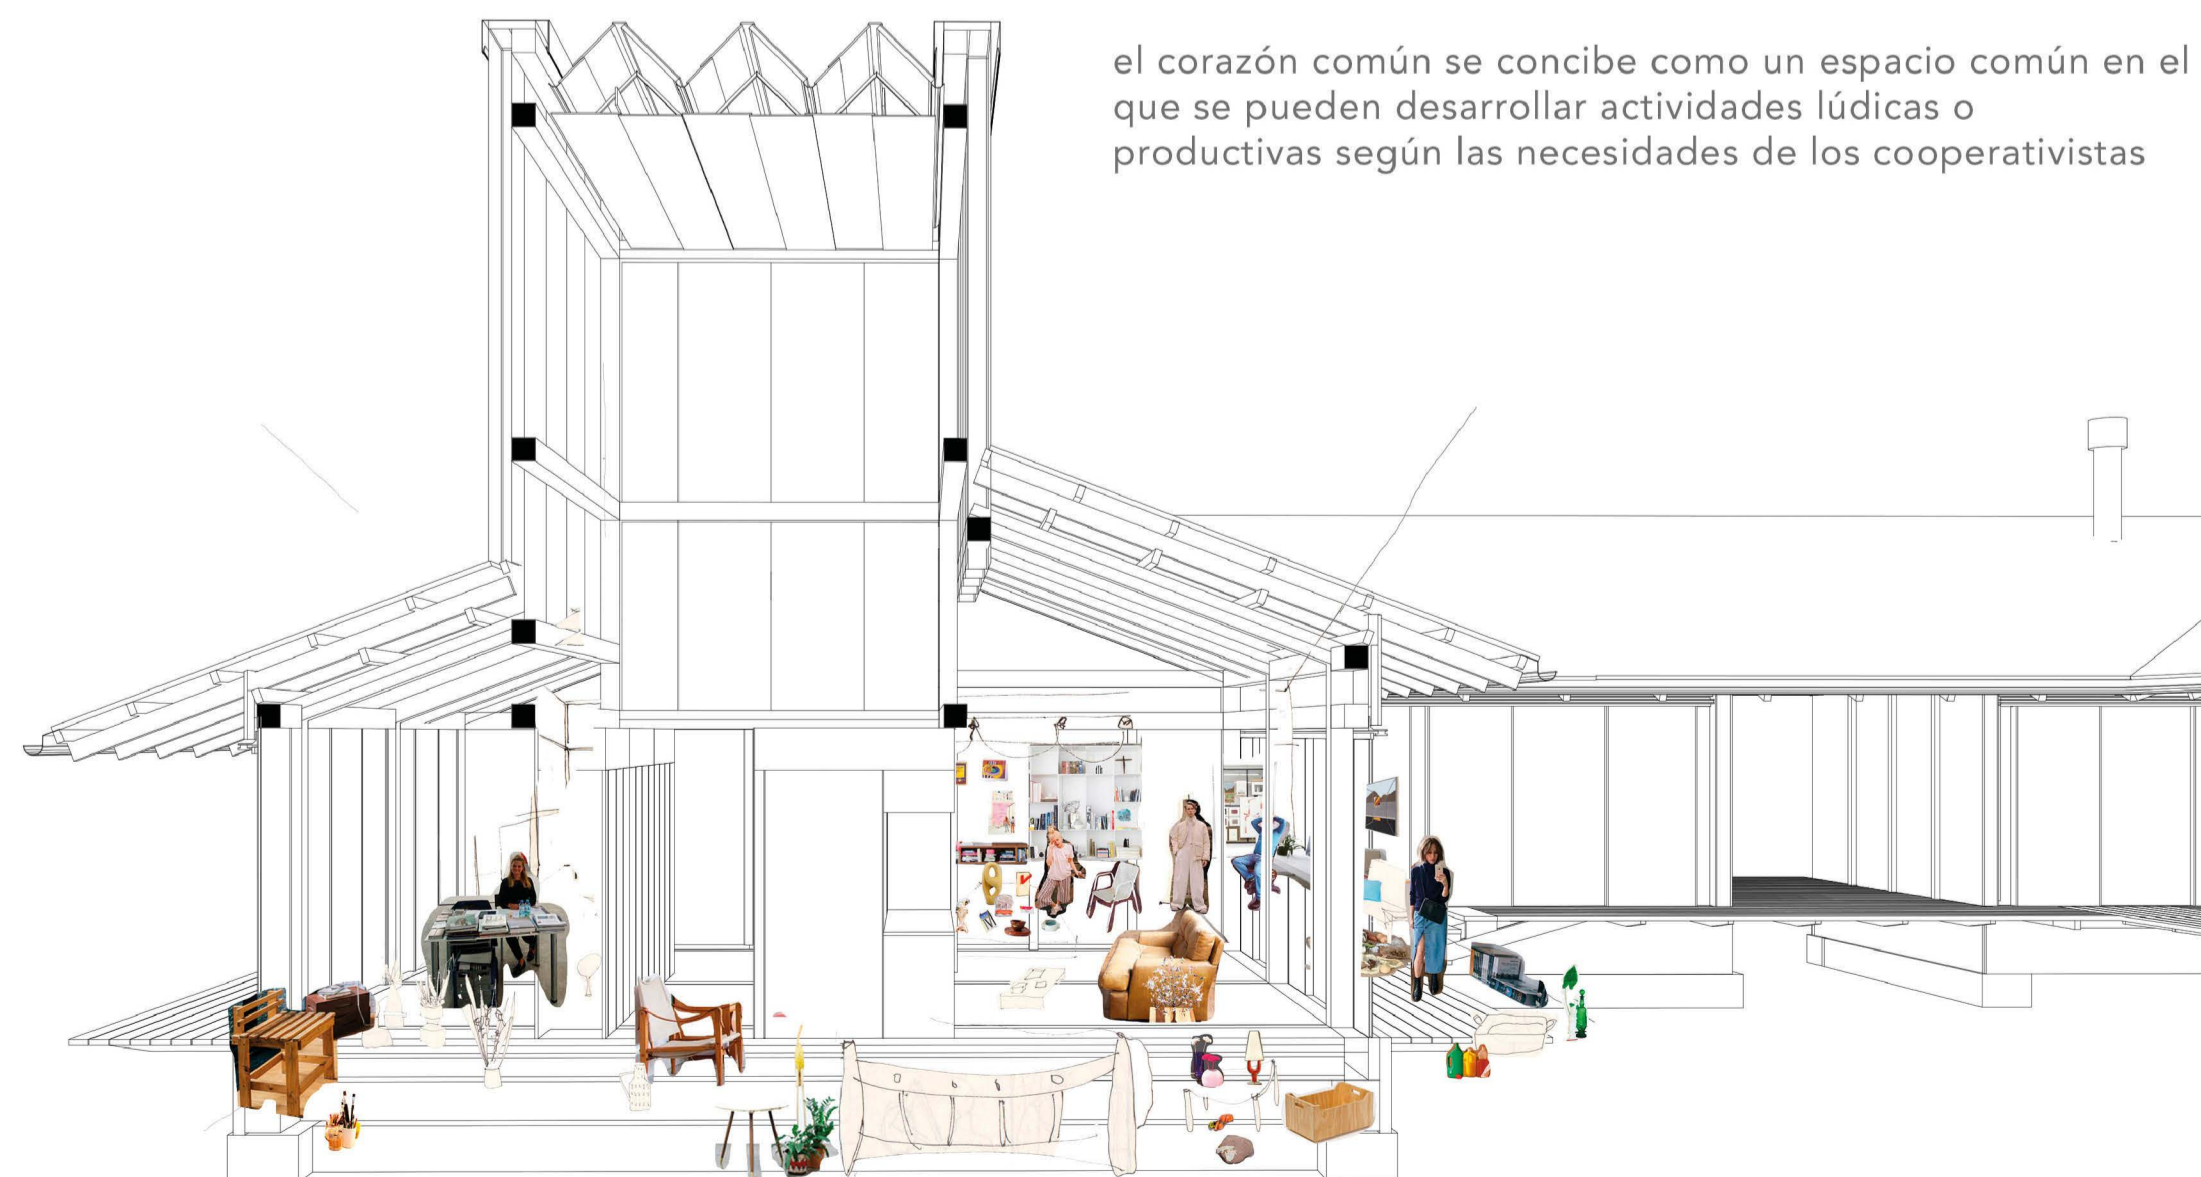 el corazón común se concibe como un espacio común en el
que se pueden desarrollar actividades lúdicas o
productivas según las necesidades de los cooperativistas